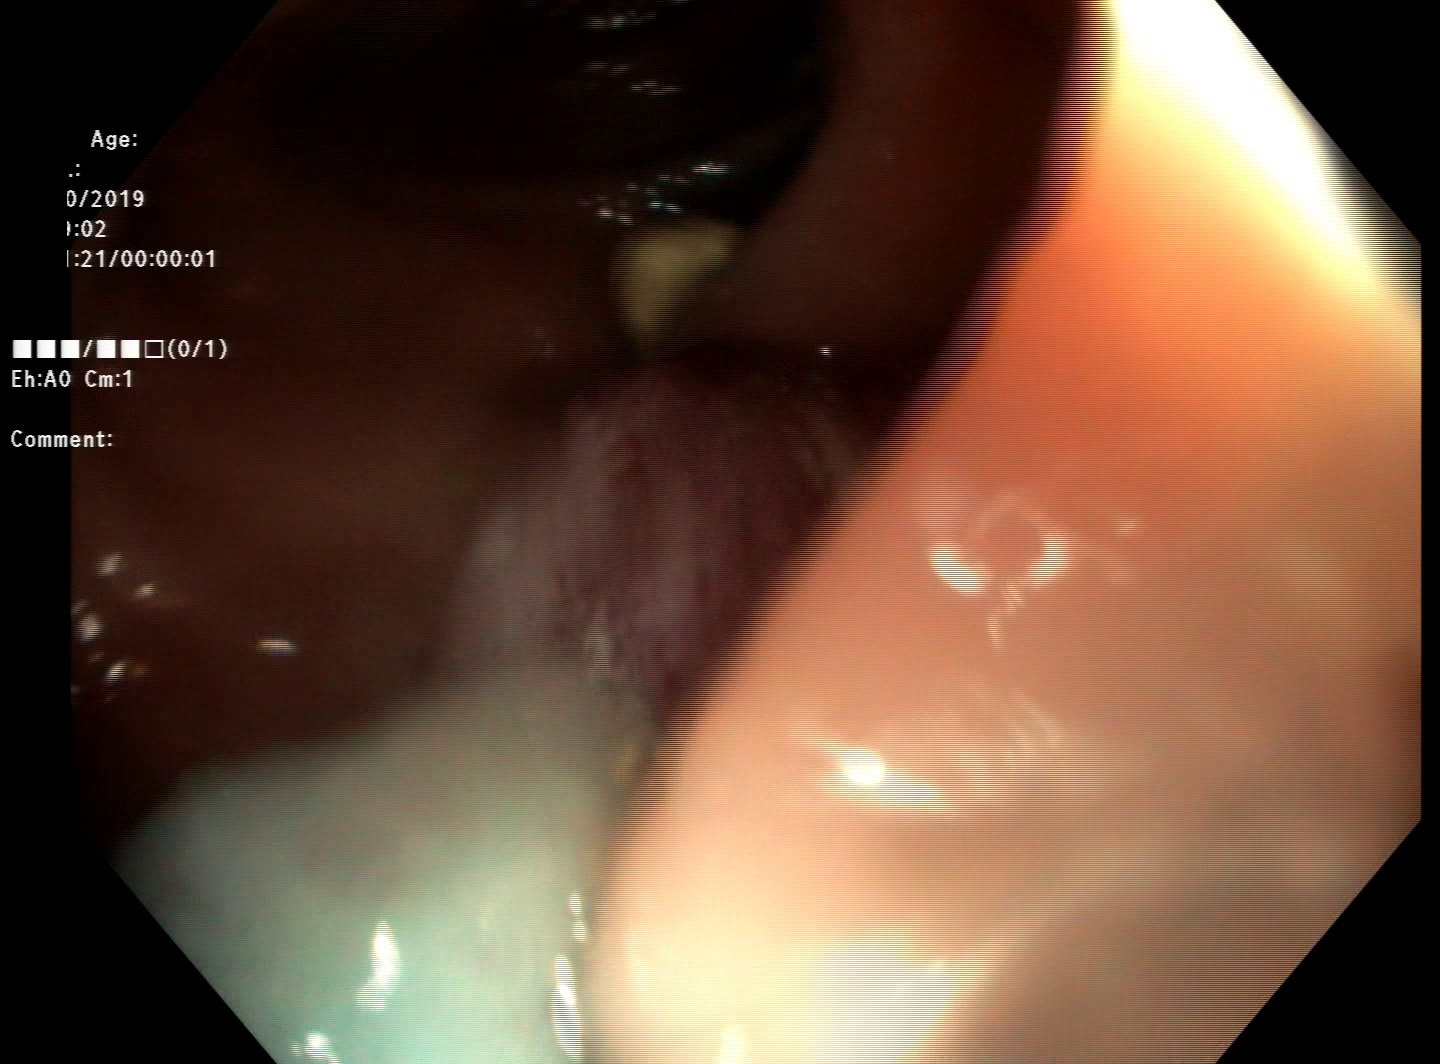 Age:
.:
0/2019
:02
:21/00:00:01
■■■/■■□(0/1)
Eh:A0 Cm:1
Comment: